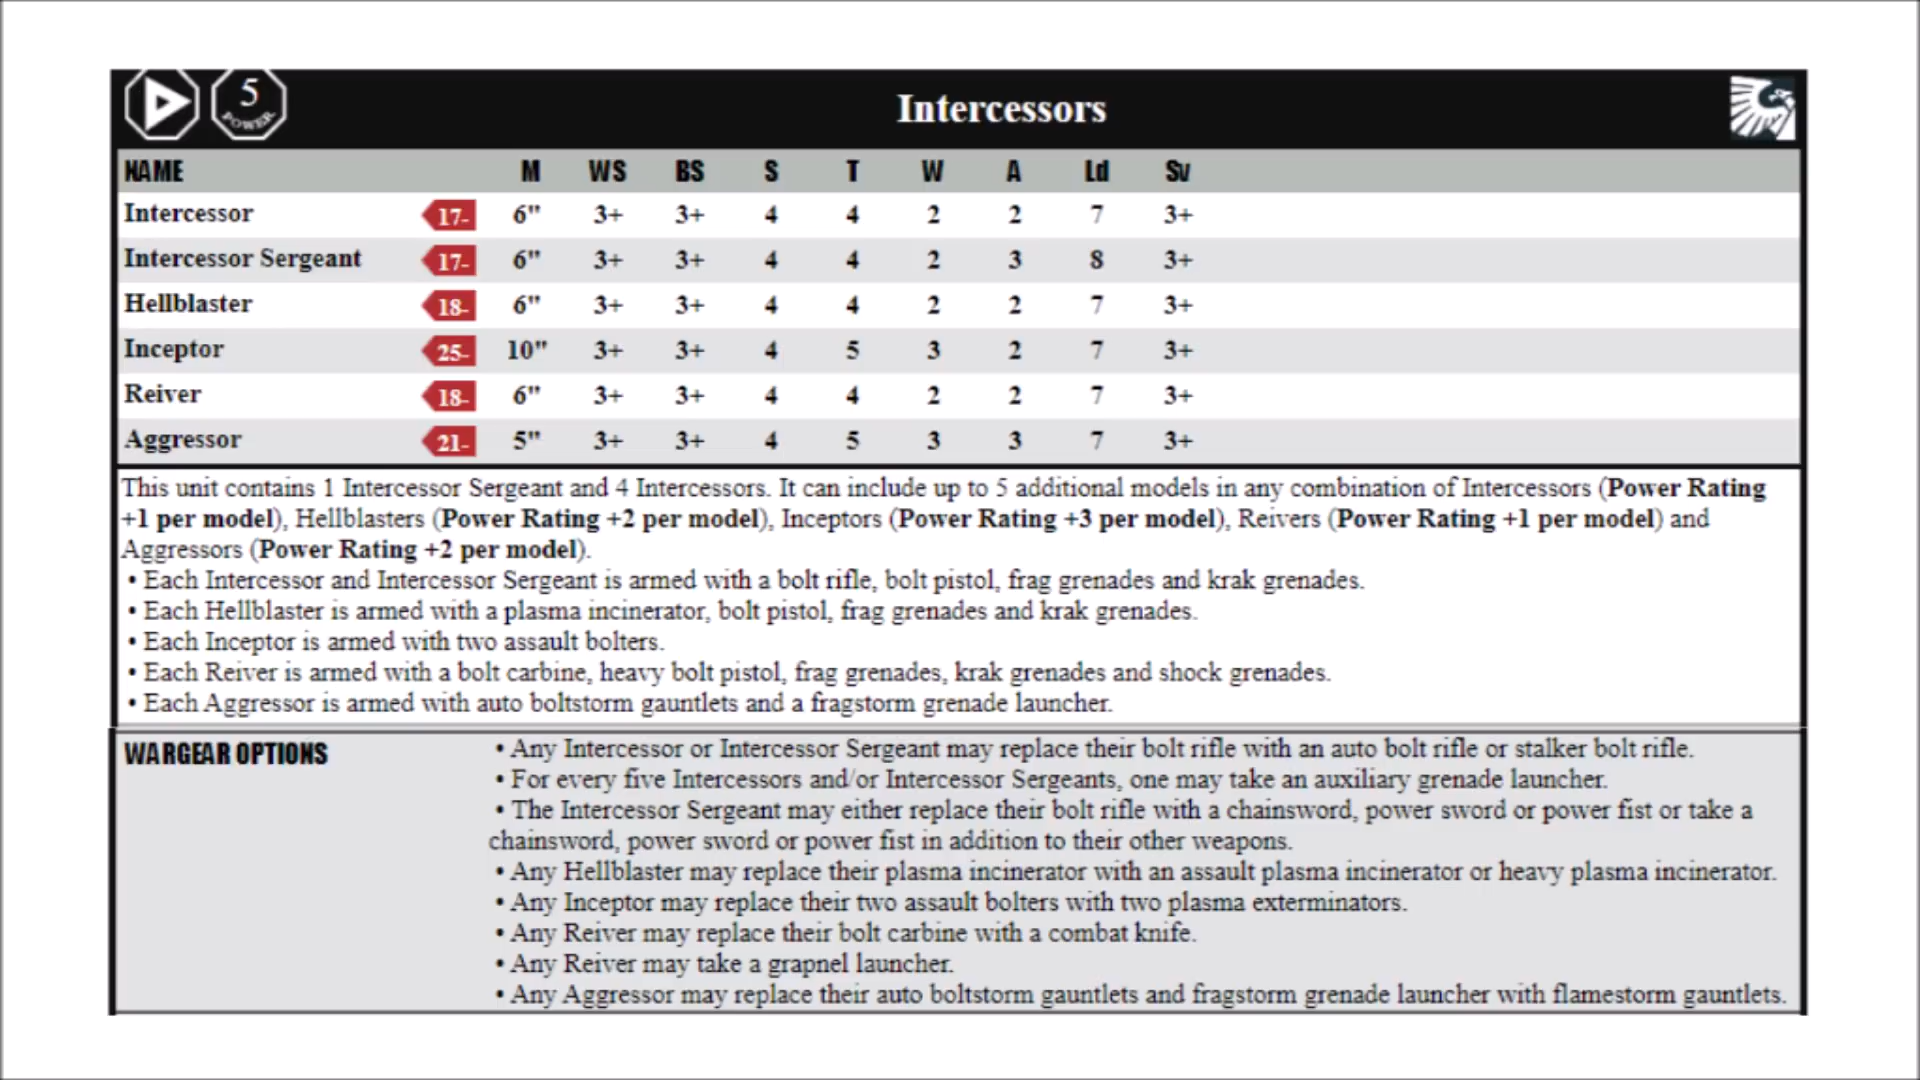 5
POWER
Intercessors
NAME M WS BS S T W A Ld Sv
Intercessor 17- 6" 3+ 3+ 4 4 2 2 7 3+
Intercessor Sergeant 17- 6" 3+ 3+ 4 4 2 3 8 3+
Hellblaster 18- 6" 3+ 3+ 4 4 2 2 7 3+
Inceptor 25- 10" 3+ 3+ 4 5 3 2 7 3+
Reiver 18- 6" 3+ 3+ 4 4 2 2 7 3+
Aggressor 21- 5" 3+ 3+ 4 5 3 3 7 3+
This unit contains 1 Intercessor Sergeant and 4 Intercessors. It can include up to 5 additional models in any combination of Intercessors (Power Rating
+1 per model), Hellblasters (Power Rating +2 per model), Inceptors (Power Rating +3 per model), Reivers (Power Rating +1 per model) and
Aggressors (Power Rating +2 per model).
• Each Intercessor and Intercessor Sergeant is armed with a bolt rifle, bolt pistol, frag grenades and krak grenades.
• Each Hellblaster is armed with a plasma incinerator, bolt pistol, frag grenades and krak grenades.
• Each Inceptor is armed with two assault bolters.
• Each Reiver is armed with a bolt carbine, heavy bolt pistol, frag grenades, krak grenades and shock grenades.
• Each Aggressor is armed with auto boltstorm gauntlets and a fragstorm grenade launcher.
WARGEAR OPTIONS
• Any Intercessor or Intercessor Sergeant may replace their bolt rifle with an auto bolt rifle or stalker bolt rifle.
• For every five Intercessors and/or Intercessor Sergeants, one may take an auxiliary grenade launcher.
• The Intercessor Sergeant may either replace their bolt rifle with a chainsword, power sword or power fist or take a
chainsword, power sword or power fist in addition to their other weapons.
• Any Hellblaster may replace their plasma incinerator with an assault plasma incinerator or heavy plasma incinerator.
• Any Inceptor may replace their two assault bolters with two plasma exterminators.
• Any Reiver may replace their bolt carbine with a combat knife.
• Any Reiver may take a grapnel launcher.
• Any Aggressor may replace their auto boltstorm gauntlets and fragstorm grenade launcher with flamestorm gauntlets.